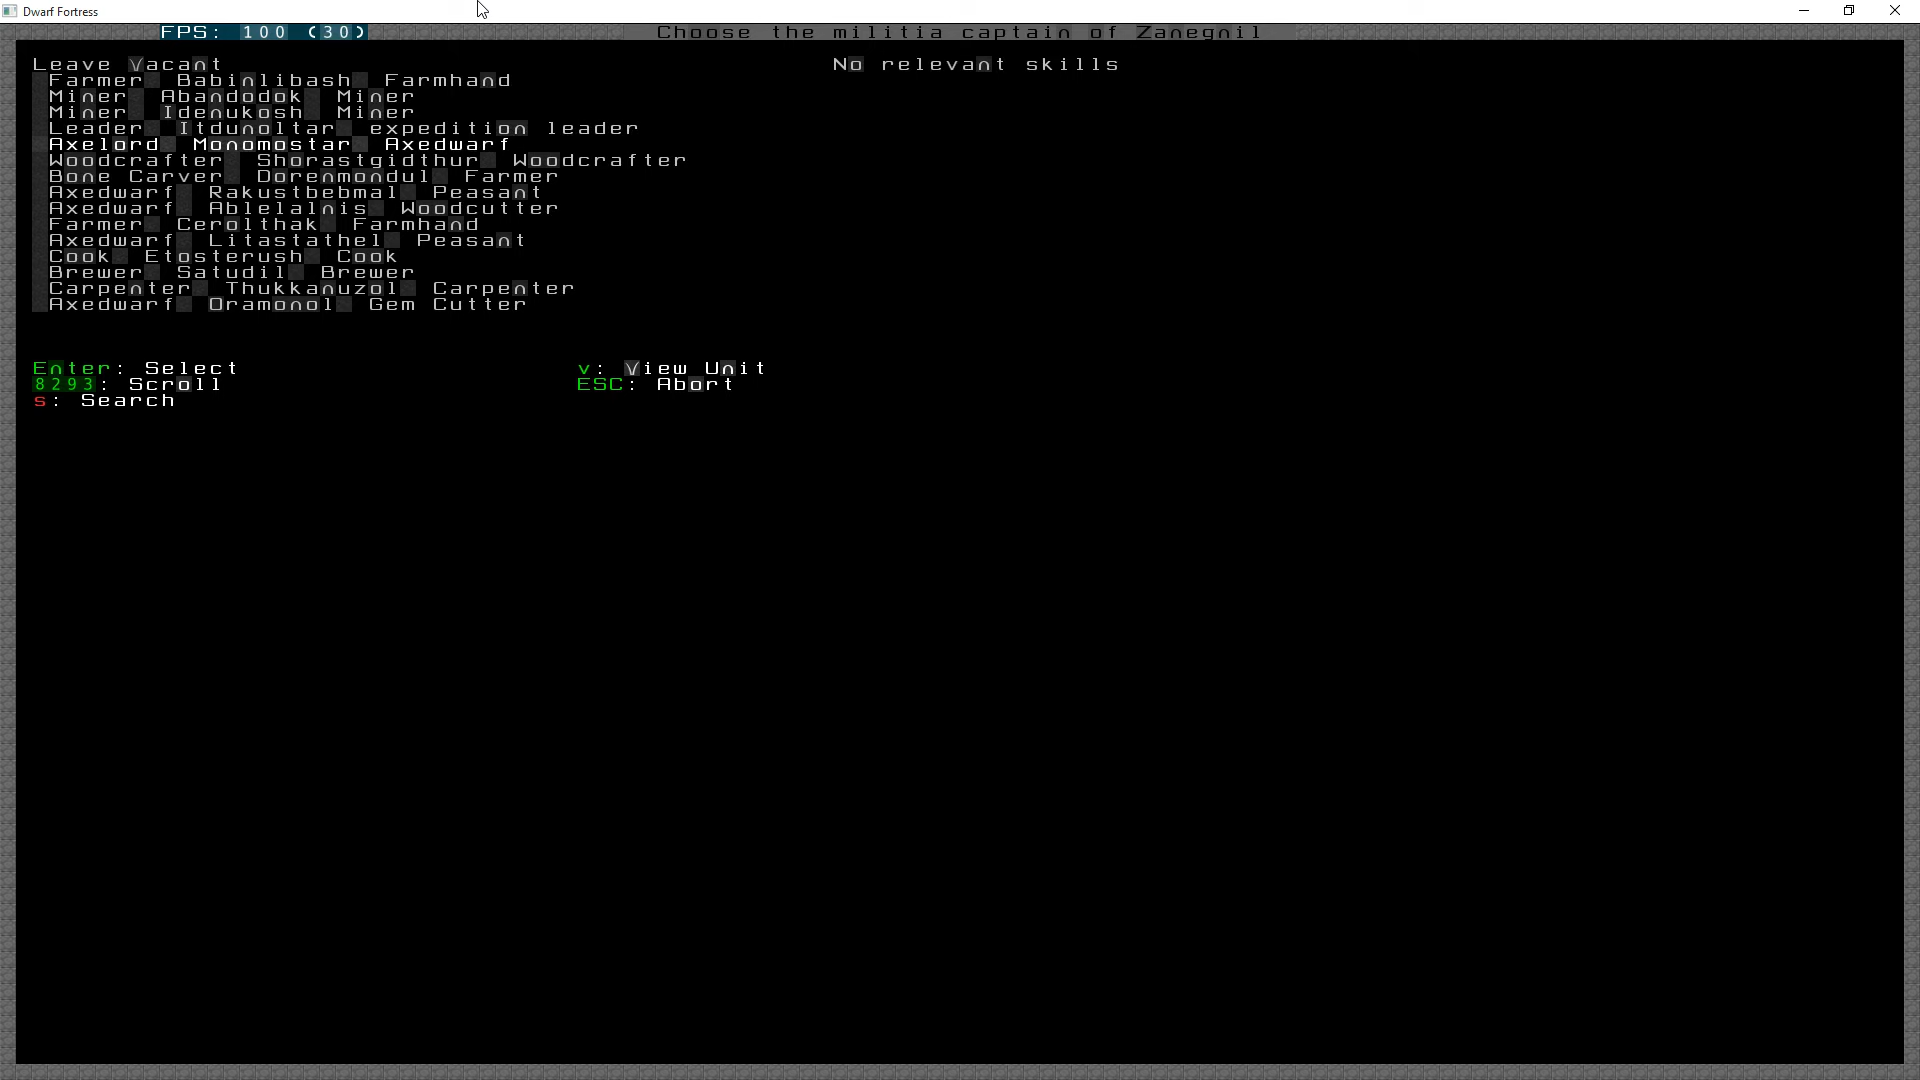 Dwarf Fortress
FPS: 100 (30)
Choose the militia captain of Zanegnil
Leave Vacant
No relevant skills
Farmer Babinlibash Farmhand
Miner Abandodok Miner
Miner Idenukosh Miner
Leader Itdunoltar expedition leader
Axelord Monomostar Axedwarf
Woodcrafter Shorastgidthur Woodcrafter
Bone Carver Dorenmondul Farmer
Axedwarf Rakustbebmal Peasant
Axedwarf Ablelalnis Woodcutter
Farmer Cerolthak Farmhand
Axedwarf Litastathel Peasant
Cook Etosterush Cook
Brewer Satudil Brewer
Carpenter Thukkanuzol Carpenter
Axedwarf Oramonol Gem Cutter
Enter: Select
v: View Unit
8293: Scroll
ESC: Abort
s: Search